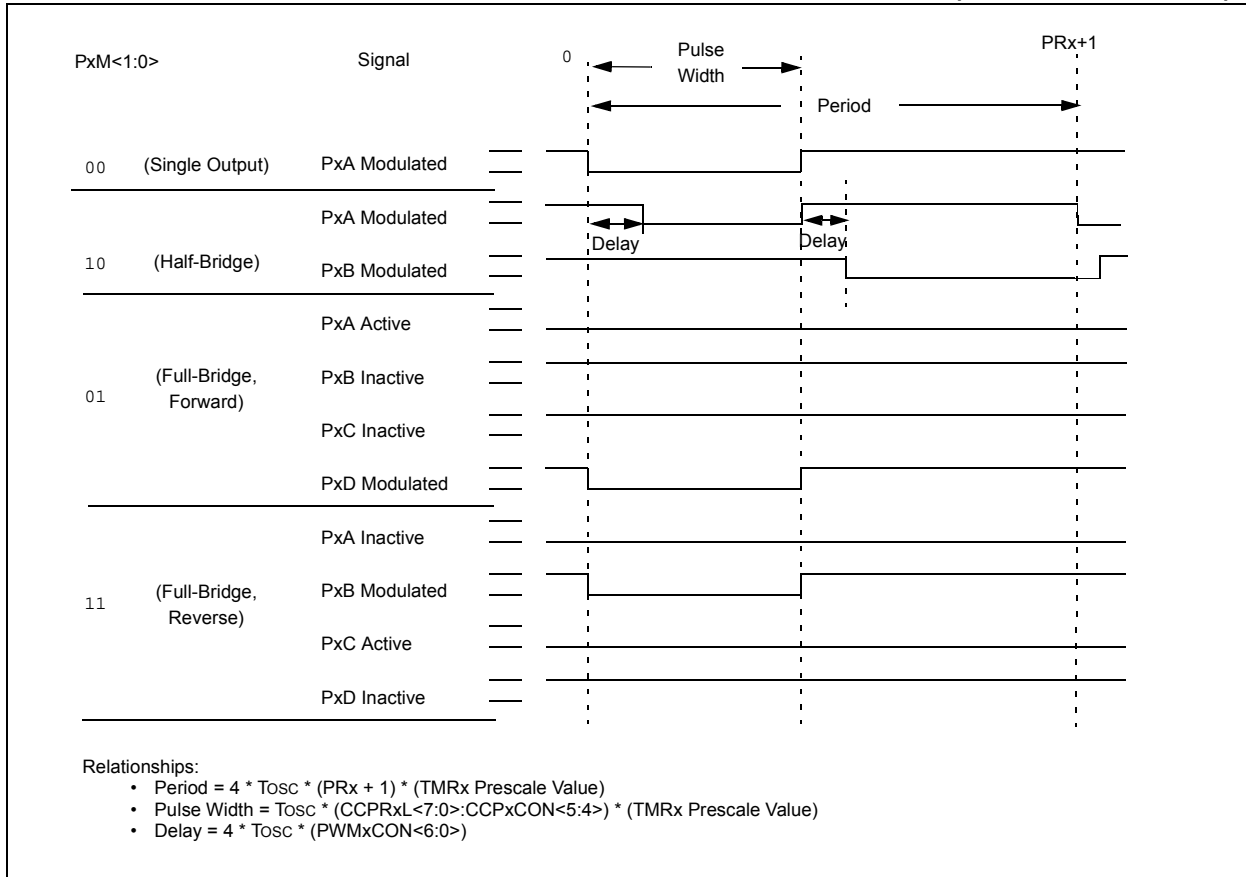 PxM<1:0>
Signal
0
Pulse
Width
PRx+1
Period
00 (Single Output) PxA Modulated
PxA Modulated
Delay
Delay
10 (Half-Bridge) PxB Modulated
PxA Active
01 (Full-Bridge,
Forward)
PxB Inactive
PxC Inactive
PxD Modulated
PxA Inactive
11 (Full-Bridge,
Reverse)
PxB Modulated
PxC Active
PxD Inactive
Relationships:
• Period = 4 * TOSC * (PRx + 1) * (TMRx Prescale Value)
• Pulse Width = TOSC * (CCPRxL<7:0>:CCPxCON<5:4>) * (TMRx Prescale Value)
• Delay = 4 * TOSC * (PWMxCON<6:0>)